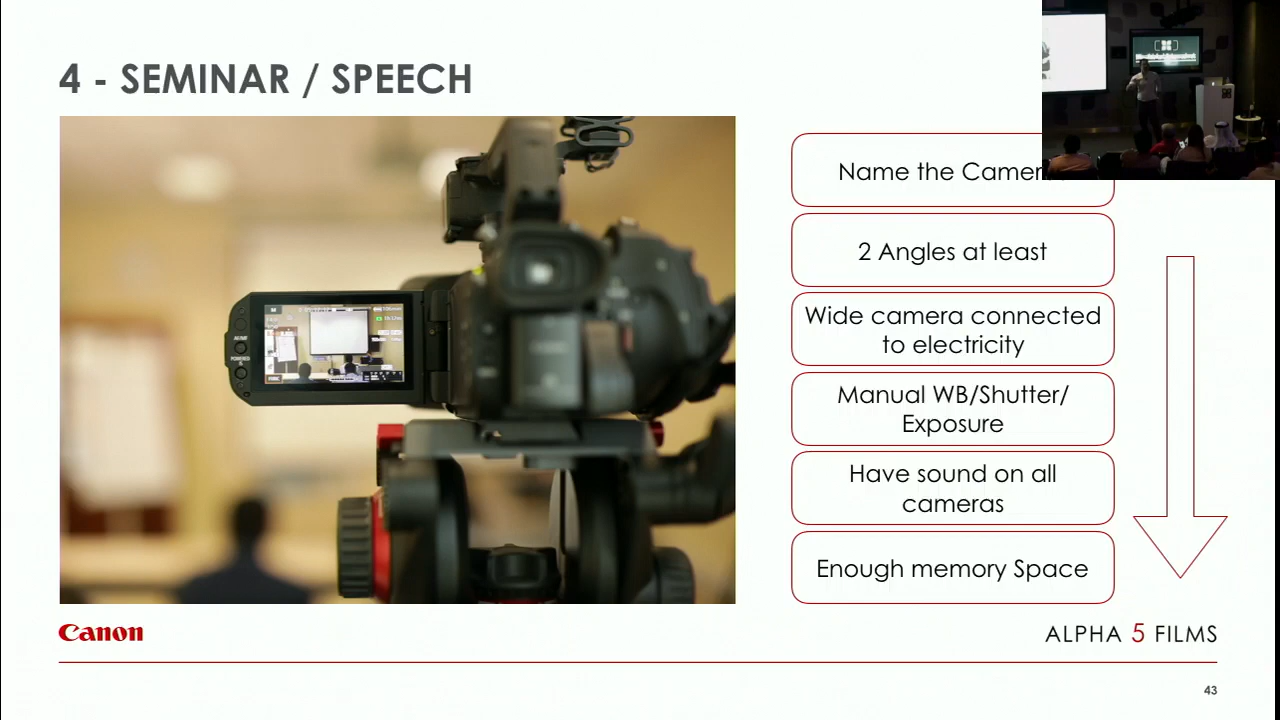 4 - SEMINAR / SPEECH
Name the
2 Angles at least
Wide camera connected
to electricity
Manual WB/Shutter/
Exposure
Have sound on all
cameras
Enough memory Space
Canon
ALPHA 5 FILMS
43